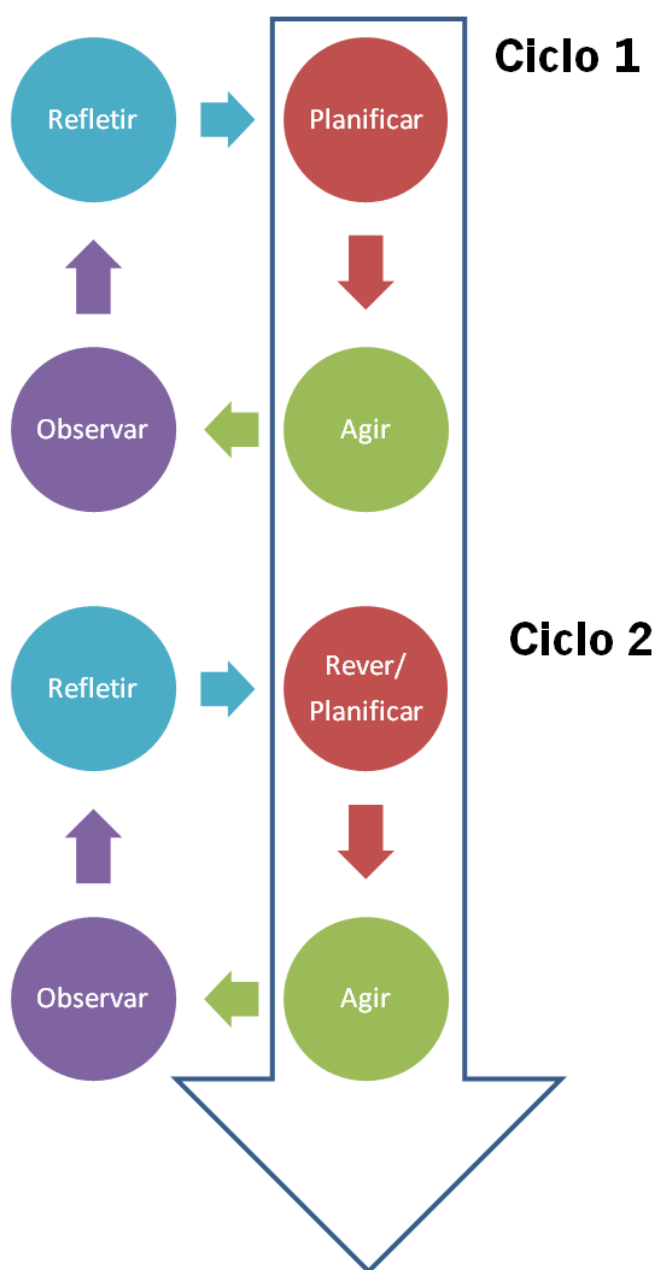 Ciclo 1
Refletir
Planificar
Observar
Agir
Ciclo 2
Refletir
Rever/
Planificar
Observar
Agir